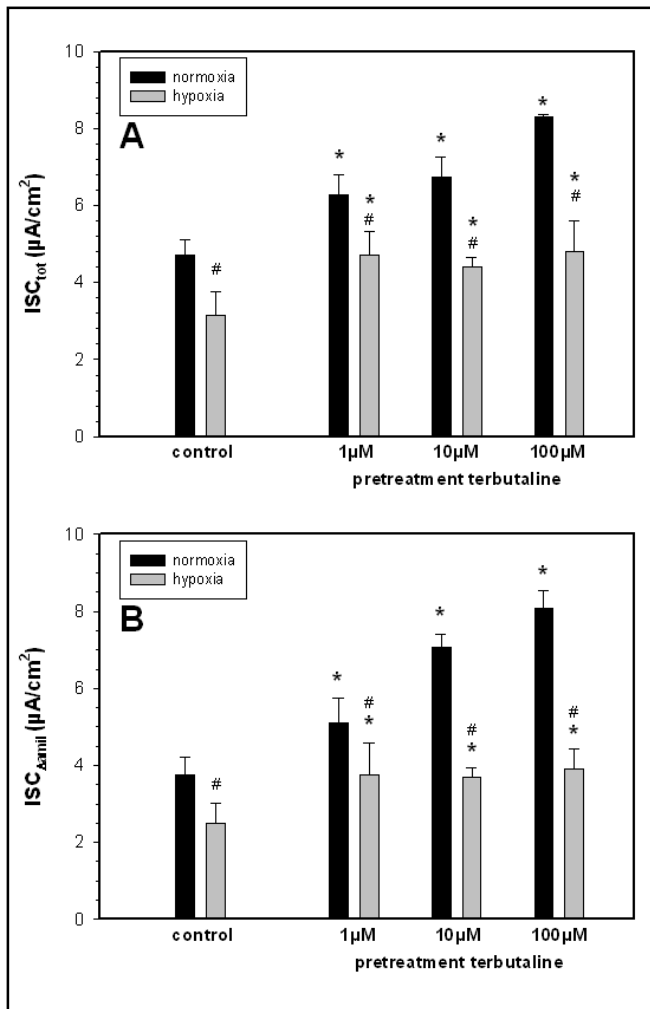 10
8
6
4
2
0
ISCtot (µA/cm²)
normoxia
hypoxia
A
*
*
*
*
#
*
#
*
#
#
control
1µM
10µM
100µM
pretreatment terbutaline
10
8
6
4
2
0
ISCΔamil (µA/cm²)
normoxia
hypoxia
B
*
*
*
#
*
#
*
#
*
#
control
1µM
10µM
100µM
pretreatment terbutaline